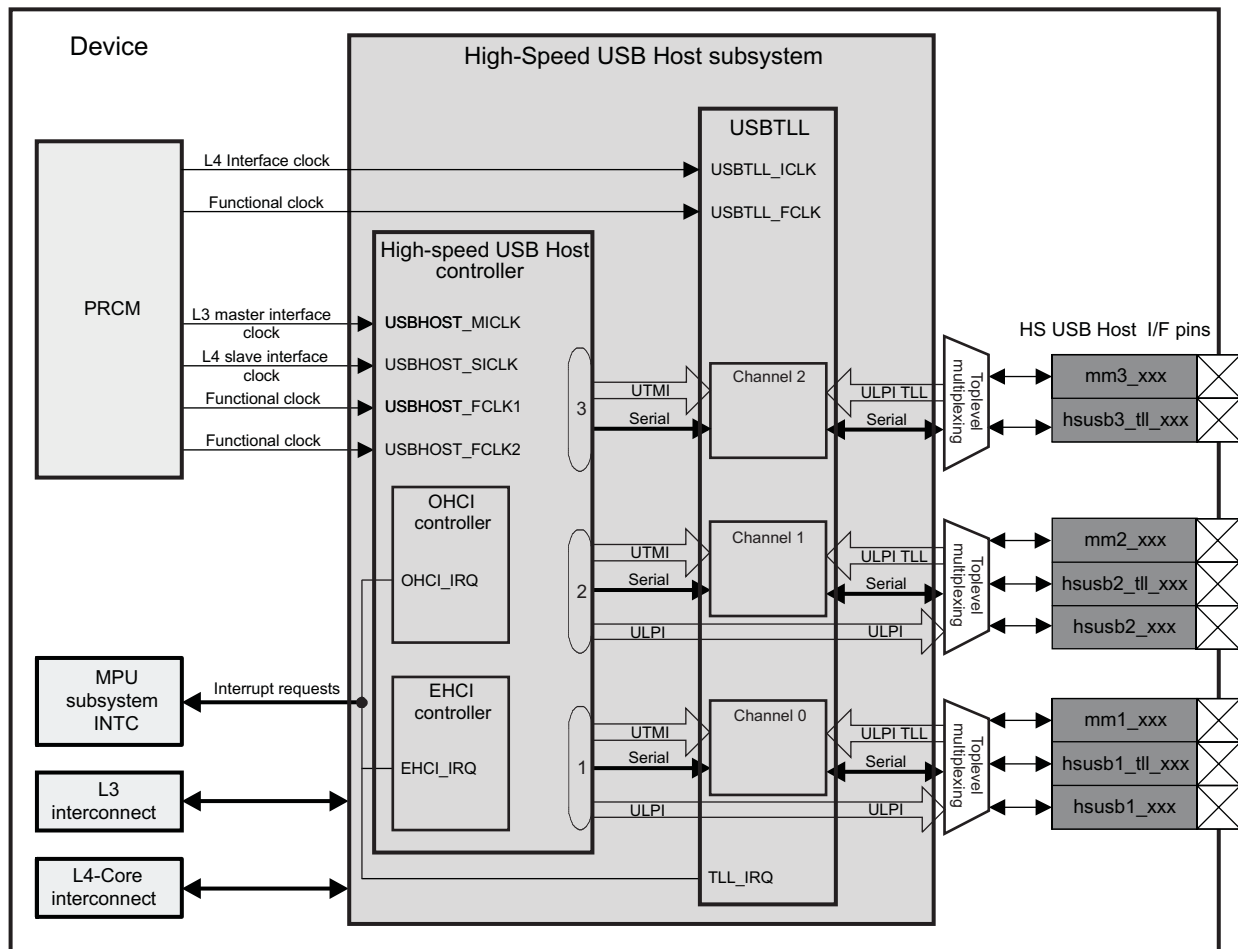 Device
High-Speed USB Host subsystem
USBTLL
L4 Interface clock
USBTLL_ICLK
Functional clock
USBTLL_FCLK
High-speed USB Host
controller
PRCM
L3 master interface
clock
USBHOST_MICLK
HS USB Host I/F pins
L4 slave interface
clock
USBHOST_SICLK
Functional clock
USBHOST_FCLK1
Functional clock
USBHOST_FCLK2
3
UTMI
Serial
Channel 2
ULPI TLL
Serial
Toplevel
multiplexing
mm3_xxx
hsusb3_tll_xxx
OHCI
controller
OHCI_IRQ
2
UTMI
Serial
ULPI
Channel 1
ULPI TLL
Serial
ULPI
Toplevel
multiplexing
mm2_xxx
hsusb2_tll_xxx
hsusb2_xxx
MPU
subsystem
INTC
Interrupt requests
EHCI
controller
EHCI_IRQ
1
UTMI
Serial
ULPI
Channel 0
ULPI TLL
Serial
ULPI
Toplevel
multiplexing
mm1_xxx
hsusb1_tll_xxx
hsusb1_xxx
L3
interconnect
L4-Core
interconnect
TLL_IRQ